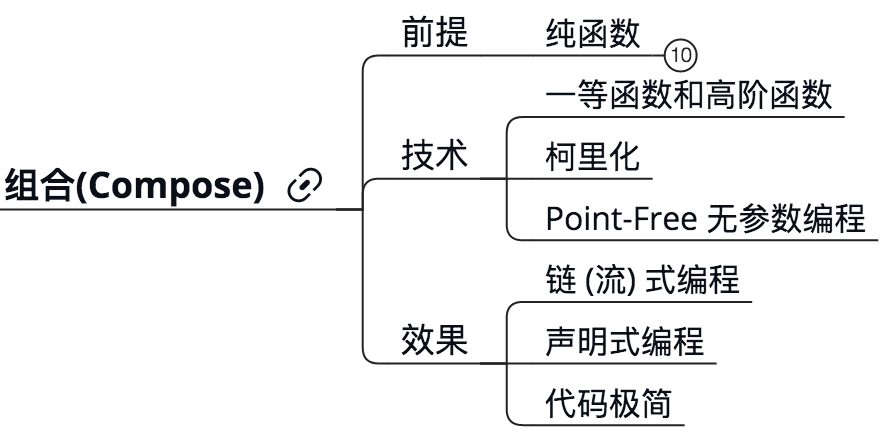 组合(Compose)
前提
纯函数
10
技术
一等函数和高阶函数
柯里化
Point-Free 无参数编程
效果
链 (流) 式编程
声明式编程
代码极简